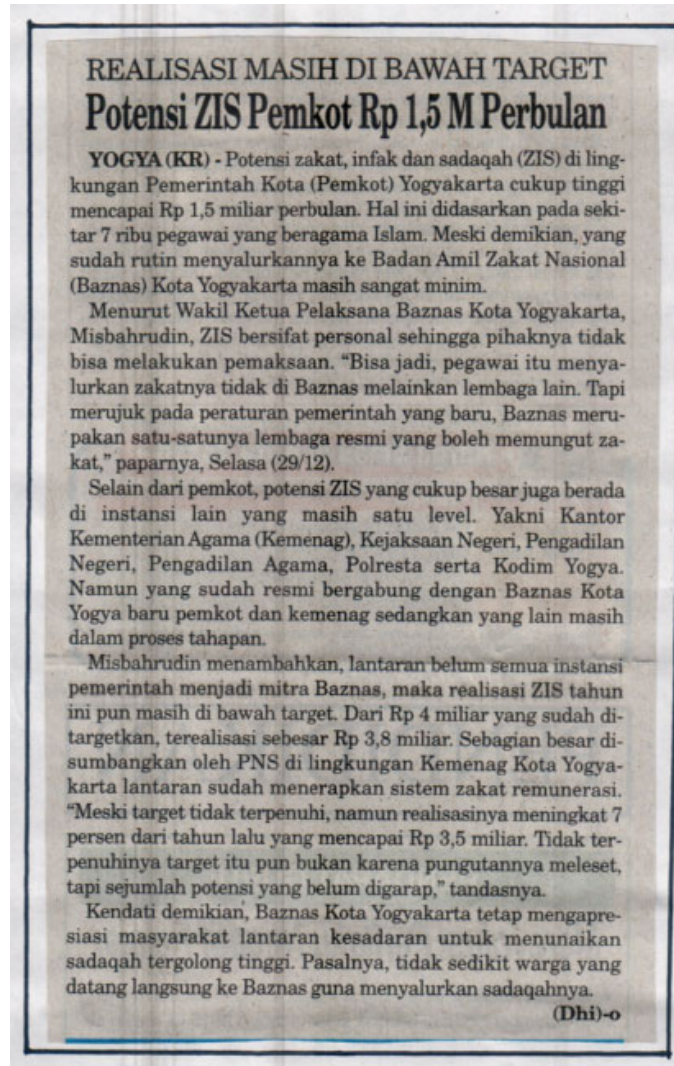 REALISASI MASIH DI BAWAH TARGET
Potensi ZIS Pemkot Rp 1,5 M Perbulan
YOGYA (KR) - Potensi zakat, infak dan sadaqah (ZIS) di ling-
kungan Pemerintah Kota (Pemkot) Yogyakarta cukup tinggi
mencapai Rp 1,5 miliar perbulan. Hal ini didasarkan pada seki-
tar 7 ribu pegawai yang beragama Islam. Meski demikian, yang
sudah rutin menyalurkannya ke Badan Amil Zakat Nasional
(Baznas) Kota Yogyakarta masih sangat minim.
Menurut Wakil Ketua Pelaksana Baznas Kota Yogyakarta,
Misbahrudin, ZIS bersifat personal sehingga pihaknya tidak
bisa melakukan pemaksaan. “Bisa jadi, pegawai itu menya-
lurkan zakatnya tidak di Baznas melainkan lembaga lain. Tapi
merujuk pada peraturan pemerintah yang baru, Baznas meru-
pakan satu-satunya lembaga resmi yang boleh memungut za-
kat,” paparnya, Selasa (29/12).
Selain dari pemkot, potensi ZIS yang cukup besar juga berada
di instansi lain yang masih satu level. Yakni Kantor
Kementerian Agama (Kemenag), Kejaksaan Negeri, Pengadilan
Negeri, Pengadilan Agama, Polresta serta Kodim Yogya.
Namun yang sudah resmi bergabung dengan Baznas Kota
Yogya baru pemkot dan kemenag sedangkan yang lain masih
dalam proses tahapan.
Misbahrudin menambahkan, lantaran belum semua instansi
pemerintah menjadi mitra Baznas, maka realisasi ZIS tahun
ini pun masih di bawah target. Dari Rp 4 miliar yang sudah di-
targetkan, terealisasi sebesar Rp 3,8 miliar. Sebagian besar di-
sumbangkan oleh PNS di lingkungan Kemenag Kota Yogya-
karta lantaran sudah menerapkan sistem zakat remunerasi.
“Meski target tidak terpenuhi, namun realisasinya meningkat 7
persen dari tahun lalu yang mencapai Rp 3,5 miliar. Tidak ter-
penuhinya target itu pun bukan karena pungutannya meleset,
tapi sejumlah potensi yang belum digarap,” tandasnya.
Kendati demikian, Baznas Kota Yogyakarta tetap mengapre-
siasi masyarakat lantaran kesadaran untuk menunaikan
sadaqah tergolong tinggi. Pasalnya, tidak sedikit warga yang
datang langsung ke Baznas guna menyalurkan sadaqahnya.
(Dhi)-o